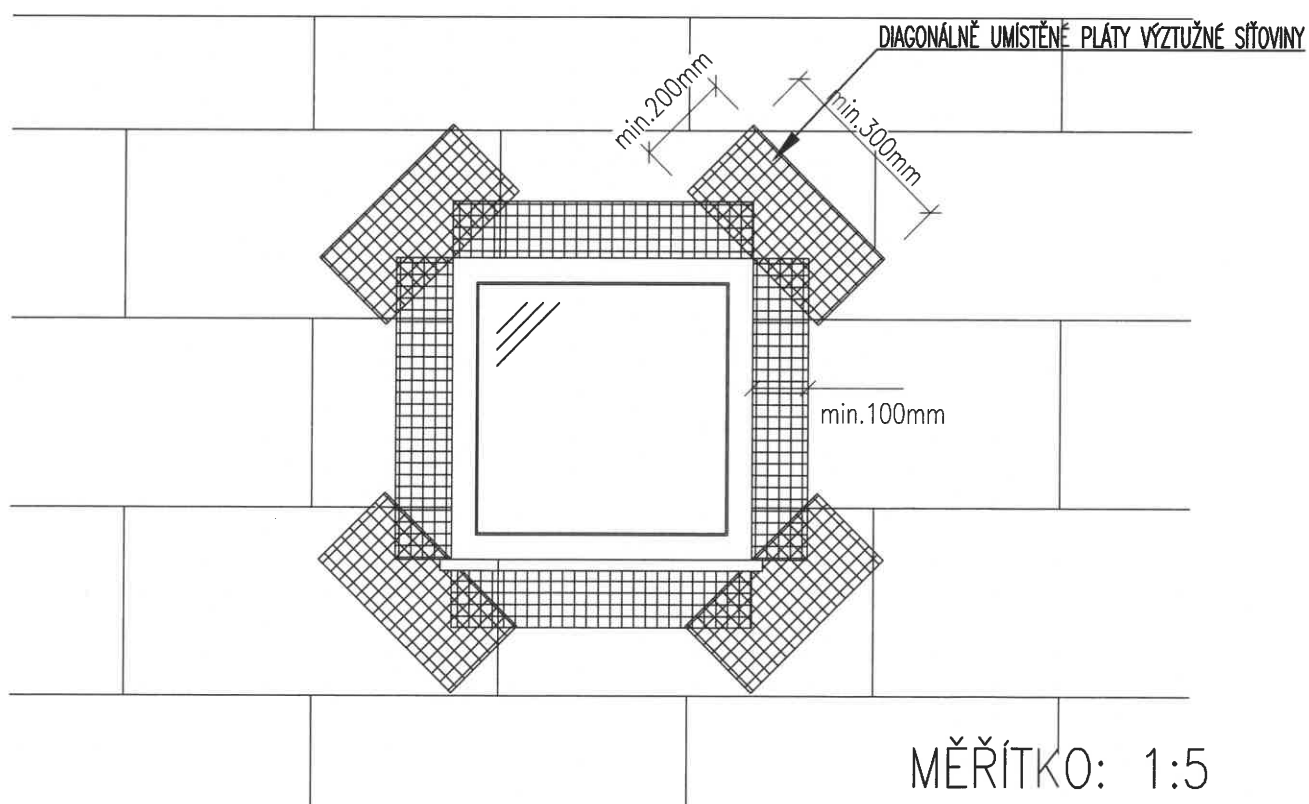 DIAGONÁLNĚ UMÍSTĚNÉ PLÁTY VÝZTUŽNÉ SÍŤOVINY
min.200mm
min.300mm
min.100mm
MĚŘÍTKO: 1:5